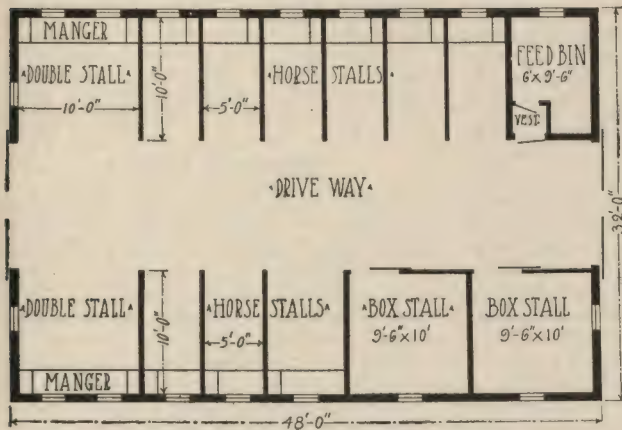 MANGER
DOUBLE STALL
10'-0"
10'-0"
5'-0"
HORSE STALLS
FEED BIN
6'x 9'-6"
VEST.
DRIVE WAY
32'-0"
DOUBLE STALL
10'-0"
HORSE STALLS
5'-0"
BOX STALL
9'-6"x10'
BOX STALL
9'-6"x10'
MANGER
48'-0"